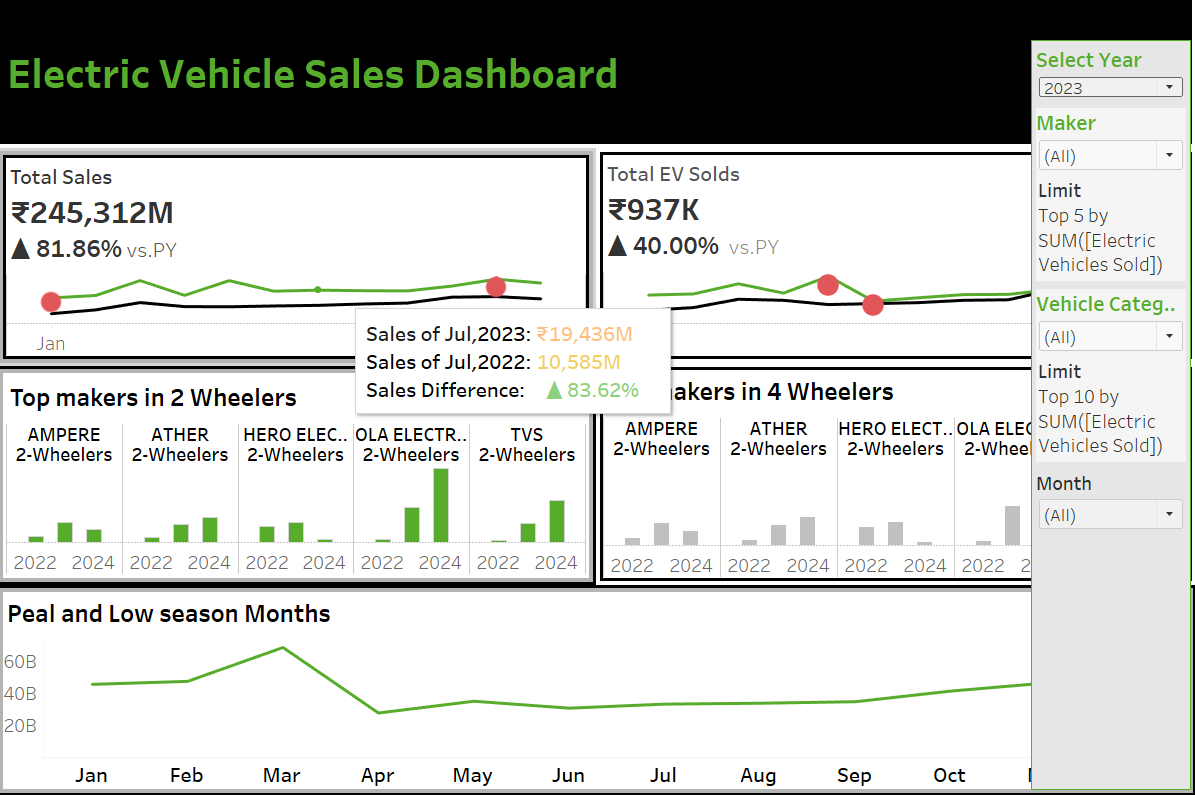 Electric Vehicle Sales Dashboard
Select Year
2023
Maker
(All)
Limit
Top 5 by
SUM([Electric
Vehicles Sold])
Vehicle Categ..
(All)
Limit
Top 10 by
SUM([Electric
Vehicles Sold])
Month
(All)
Total Sales
₹245,312M
▲ 81.86% vs.PY
Jan
Total EV Solds
₹937K
▲ 40.00% vs.PY
Sales of Jul,2023: ₹19,436M
Sales of Jul,2022: 10,585M
Sales Difference: ▲ 83.62%
Top makers in 2 Wheelers
AMPERE ATHER HERO ELEC.. OLA ELECTR.. TVS
2-Wheelers 2-Wheelers 2-Wheelers 2-Wheelers 2-Wheelers
2022 2024 2022 2024 2022 2024 2022 2024 2022 2024
akers in 4 Wheelers
AMPERE ATHER HERO ELECT.. OLA ELEC
2-Wheelers 2-Wheelers 2-Wheelers 2-Wheel
2022 2024 2022 2024 2022 2024 2022 2
Peal and Low season Months
60B
40B
20B
Jan Feb Mar Apr May Jun Jul Aug Sep Oct